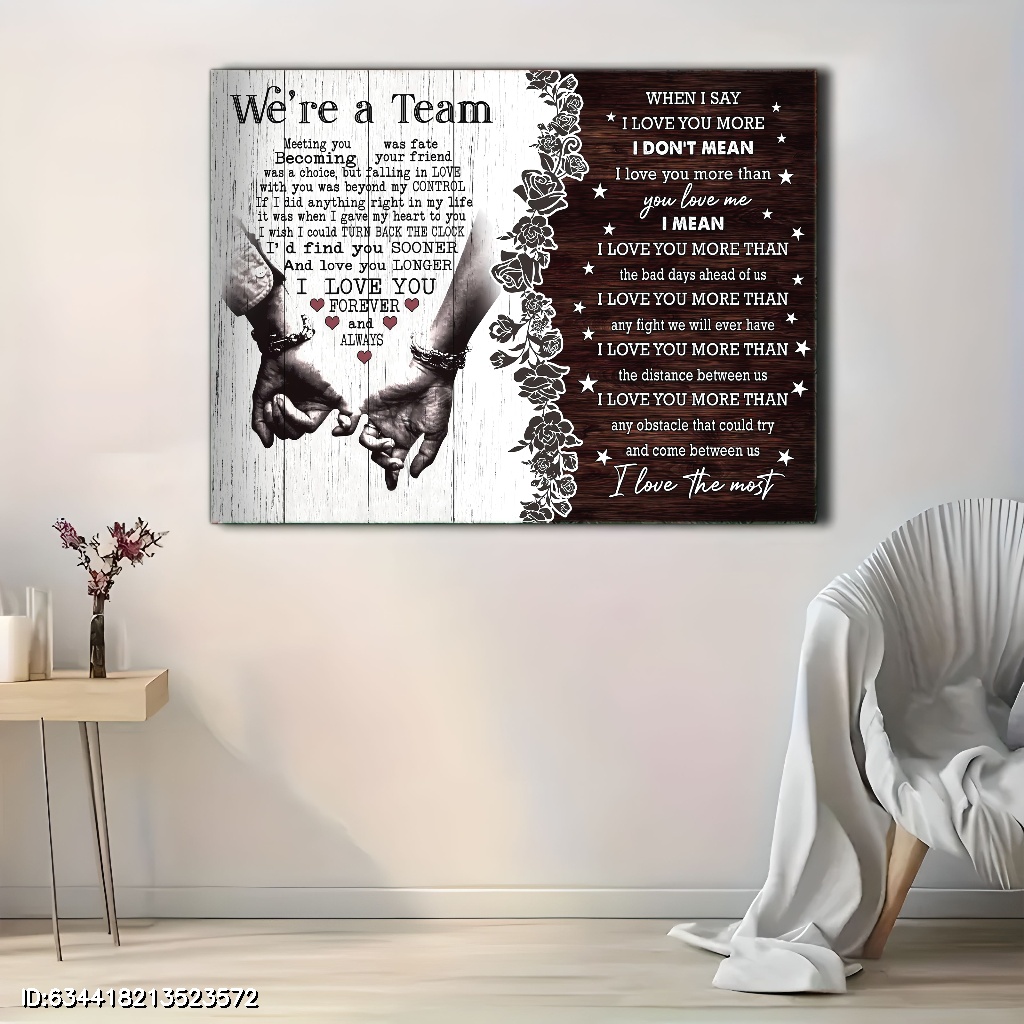 We're a Team
Meeting you was fate
Becoming your friend
was a choice, but falling in LOVE
with you was beyond my CONTROL
If I did anything right in my life
it was when I gave my heart to you
I wish I could TURN BACK THE CLOCK
I'd find you SOONER
And love you LONGER
I LOVE YOU
FOREVER
and
ALWAYS
WHEN I SAY
I LOVE YOU MORE
I DON'T MEAN
I love you more than
you love me
I MEAN
I LOVE YOU MORE THAN
the bad days ahead of us
I LOVE YOU MORE THAN
any fight we will ever have
I LOVE YOU MORE THAN
the distance between us
I LOVE YOU MORE THAN
any obstacle that could try
and come between us
I love the most
ID:634418213523572